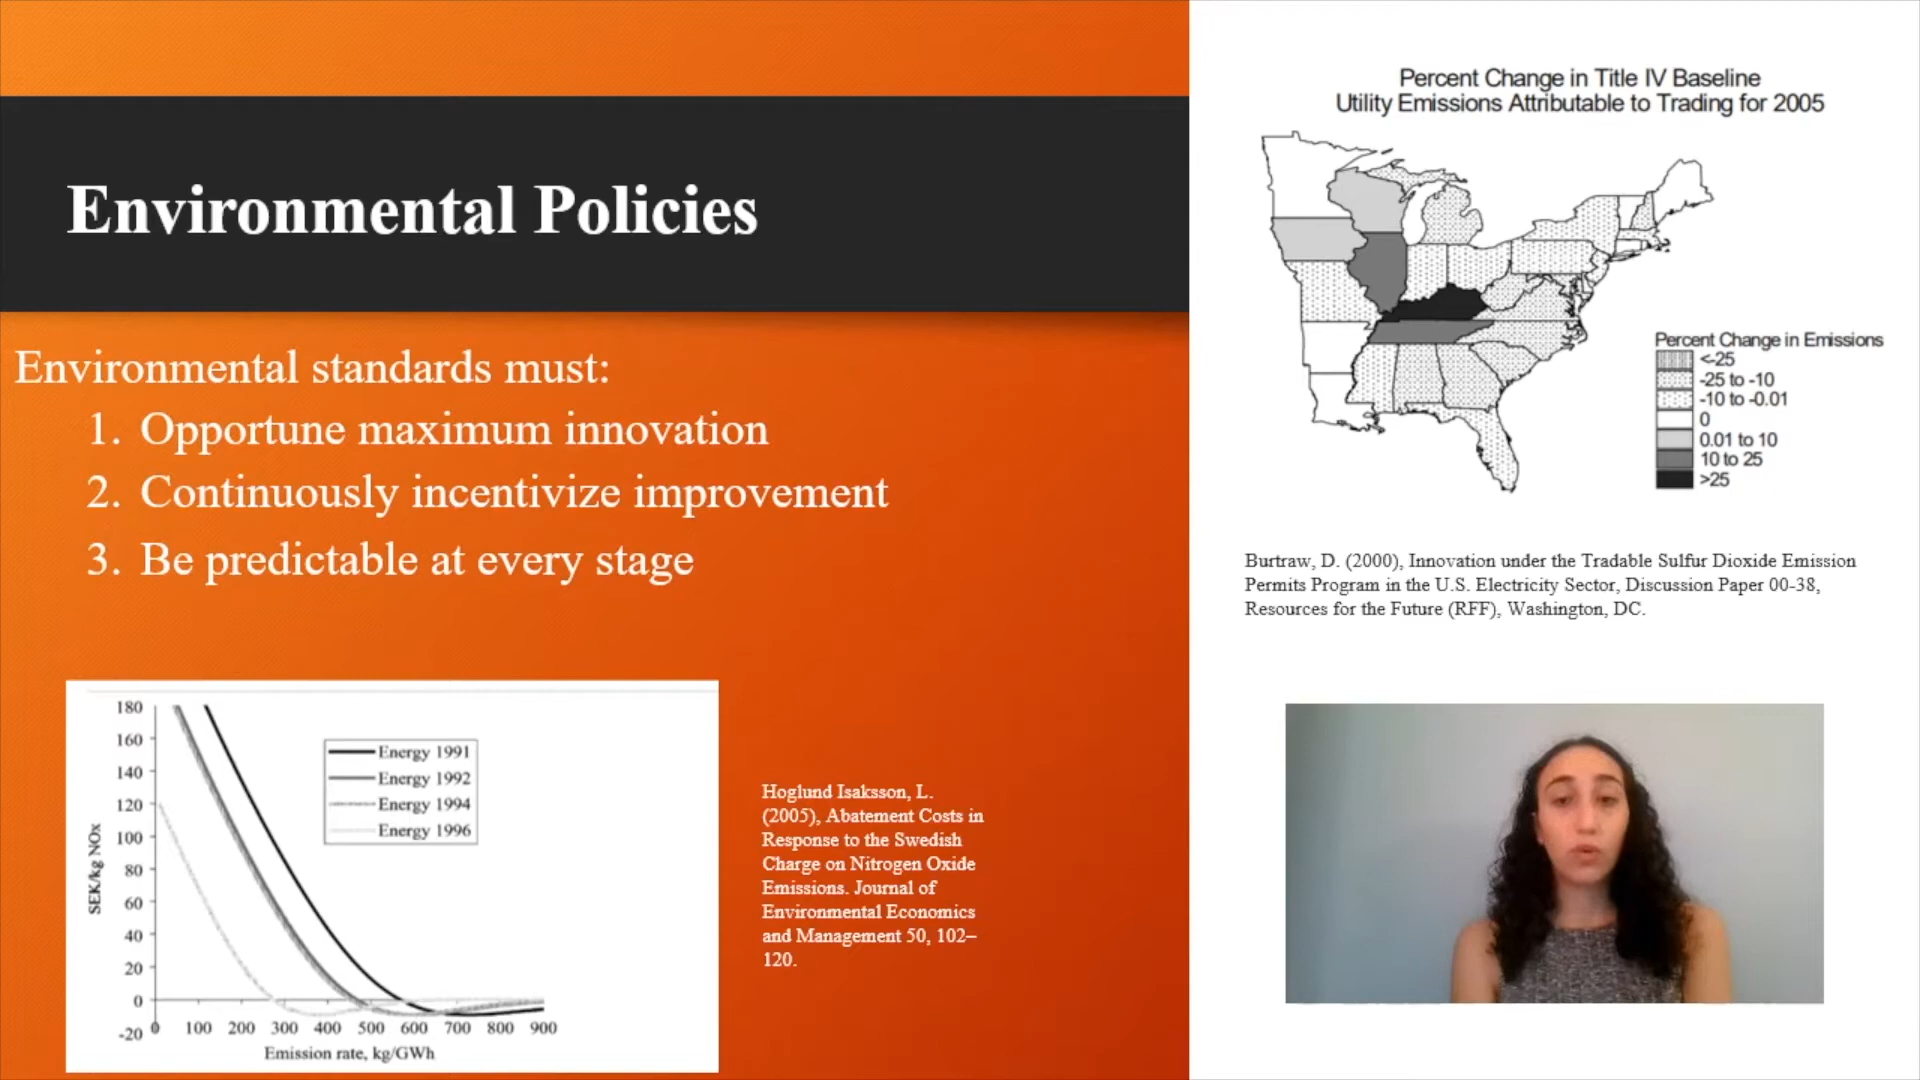 Environmental Policies
Environmental standards must:
1. Opportune maximum innovation
2. Continuously incentivize improvement
3. Be predictable at every stage
180
160
140
120
100
80
60
40
20
0
-20
SEK/kg NOx
Energy 1991
Energy 1992
Energy 1994
Energy 1996
0 100 200 300 400 500 600 700 800 900
Emission rate, kg/GWh
Hoglund Isaksson, L.
(2005), Abatement Costs in
Response to the Swedish
Charge on Nitrogen Oxide
Emissions. Journal of
Environmental Economics
and Management 50, 102–
120.
Percent Change in Title IV Baseline
Utility Emissions Attributable to Trading for 2005
Percent Change in Emissions
<-25
-25 to -10
-10 to -0.01
0
0.01 to 10
10 to 25
>25
Burtraw, D. (2000), Innovation under the Tradable Sulfur Dioxide Emission
Permits Program in the U.S. Electricity Sector, Discussion Paper 00-38,
Resources for the Future (RFF), Washington, DC.